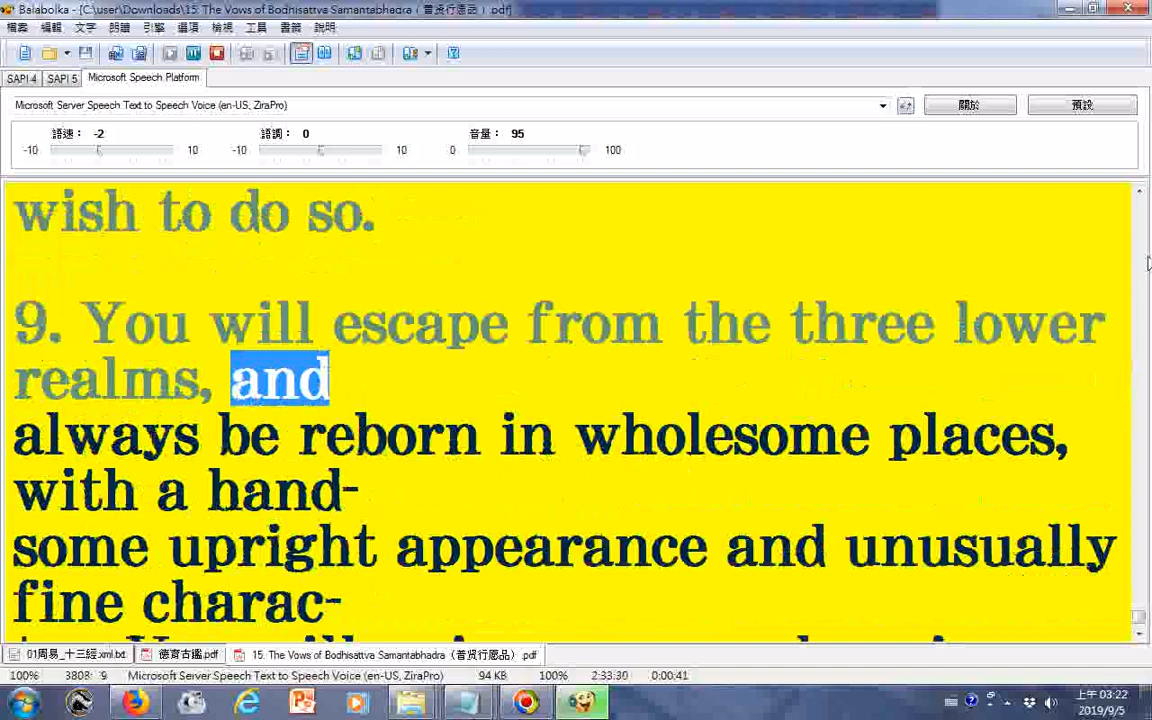 Balabolka - [C:\user\Downloads\15. The Vows of Bodhisattva Samantabhadra（普賢行愿品）.pdf]
檔案 編輯 文字 朗讀 引擎 選項 檢視 工具 書籤 說明
SAPI 4 SAPI 5 Microsoft Speech Platform
Microsoft Server Speech Text to Speech Voice (en-US, ZiraPro) 關於 預設
語速： -2 語調： 0 音量： 95
-10 10 -10 10 0 100
wish to do so.
9. You will escape from the three lower
realms, and
always be reborn in wholesome places,
with a hand-
some upright appearance and unusually
fine charac-
01周易_十三經.xml.txt 德育古鑑.pdf 15. The Vows of Bodhisattva Samantabhadra（普賢行愿品）.pdf
100% Microsoft Server Speech Text to Speech Voice (en-US, ZiraPro) 94 KB 100% 2:33:30 0:00:41
上午 03:22
2019/9/5